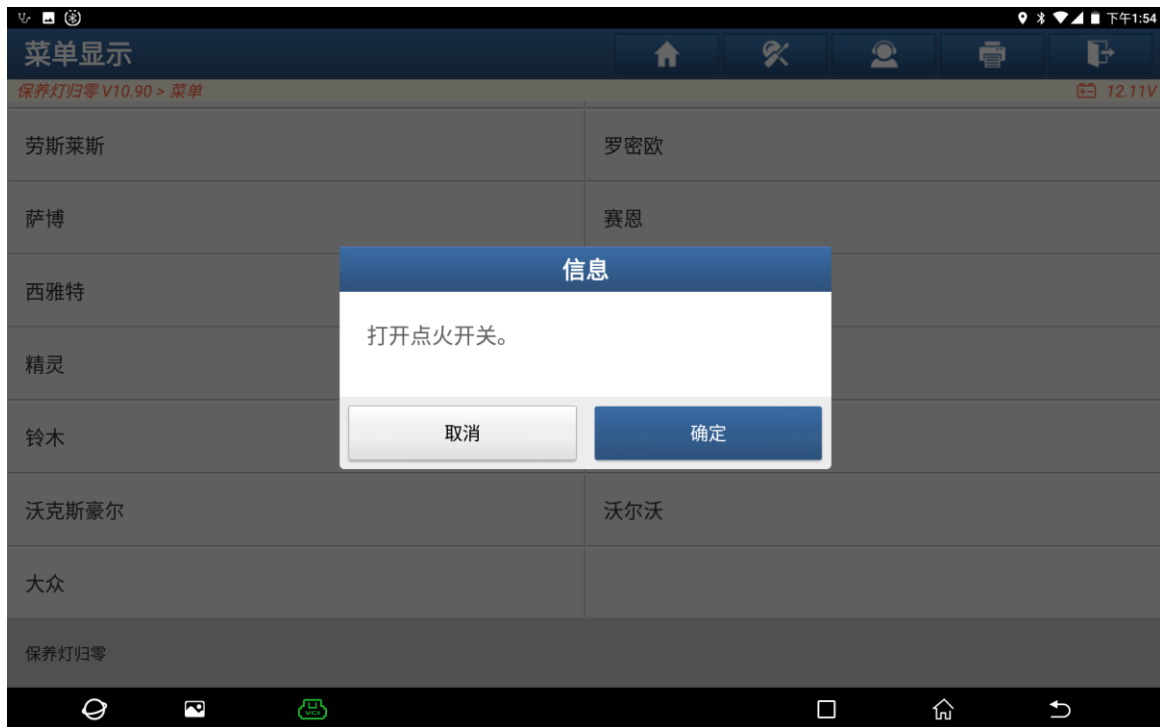 下午1:54
菜单显示
保养灯归零 V10.90 > 菜单
12.11V
劳斯莱斯
罗密欧
萨博
赛恩
西雅特
信息
打开点火开关。
精灵
取消
确定
铃木
沃克斯豪尔
沃尔沃
大众
保养灯归零
VCI